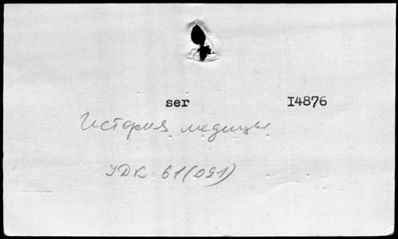 ser I4876
История медицины
УДК 61(091)